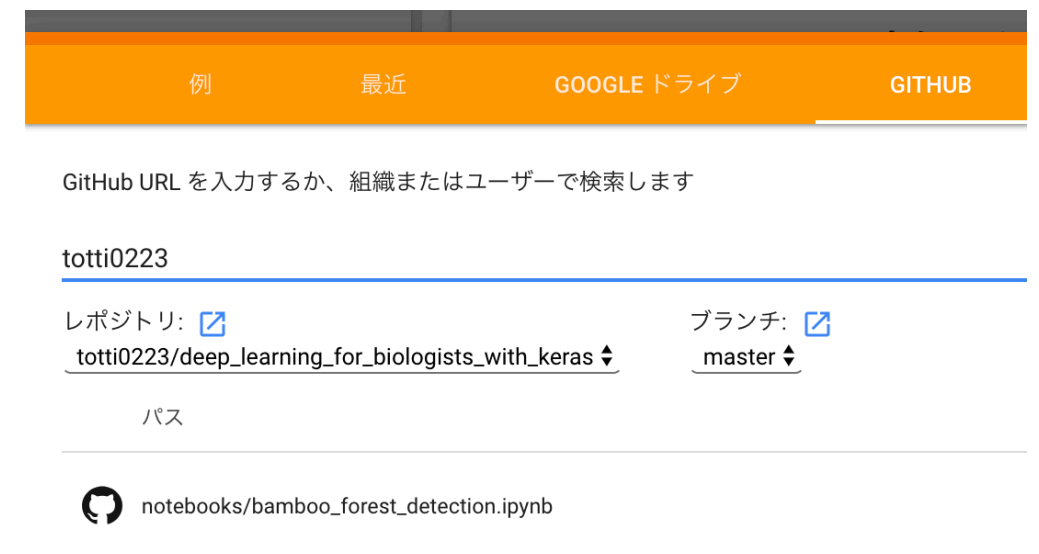 例 最近 GOOGLE ドライブ GITHUB
GitHub URL を入力するか、組織またはユーザーで検索します
totti0223
レポジトリ: ブランチ:
totti0223/deep_learning_for_biologists_with_keras master
パス
notebooks/bamboo_forest_detection.ipynb